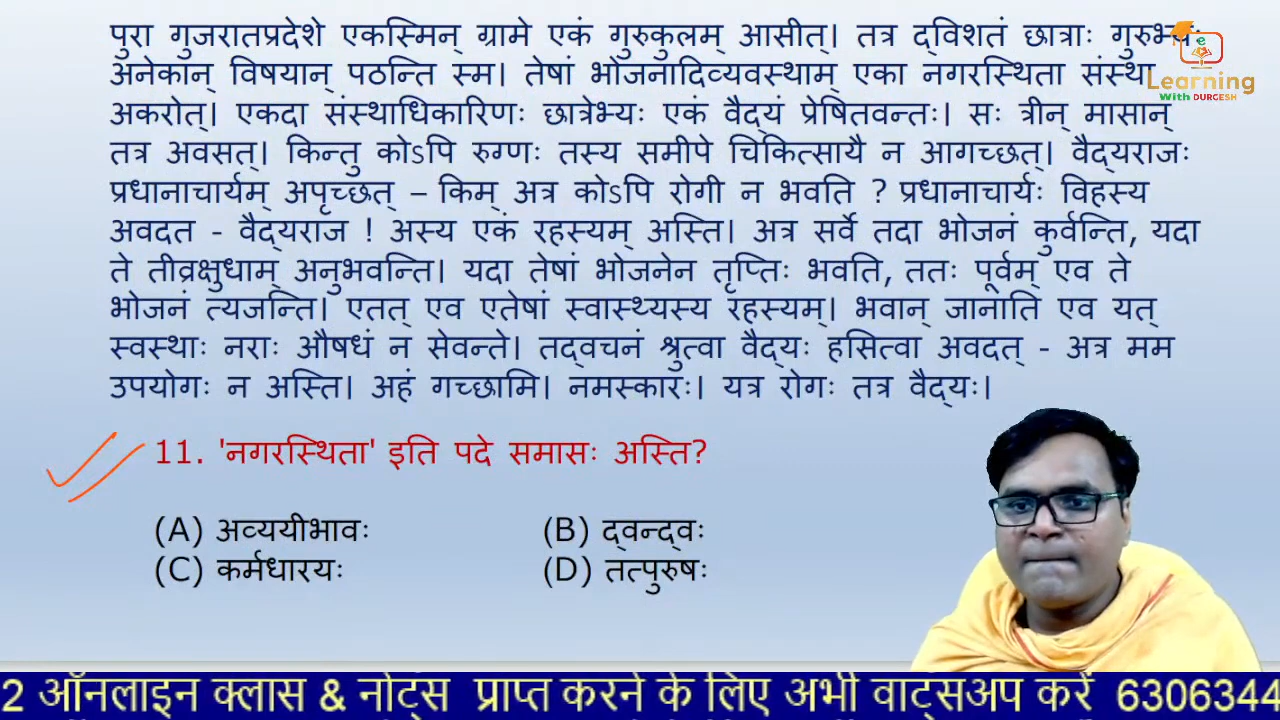 पुरा गुजरातप्रदेशे एकस्मिन् ग्रामे एकं गुरुकुलम् आसीत्। तत्र द्विशतं छात्राः गुरुभ्यः
अनेकान् विषयान् पठन्ति स्म। तेषां भोजनादिव्यवस्थाम् एका नगरस्थिता संस्था
अकरोत्। एकदा संस्थाधिकारिणः छात्रेभ्यः एकं वैद्यं प्रेषितवन्तः। सः त्रीन् मासान्
तत्र अवसत्। किन्तु कोऽपि रुग्णः तस्य समीपे चिकित्सायै न आगच्छत्। वैद्यराजः
प्रधानाचार्यम् अपृच्छत् – किम् अत्र कोऽपि रोगी न भवति ? प्रधानाचार्यः विहस्य
अवदत - वैद्यराज ! अस्य एकं रहस्यम् अस्ति। अत्र सर्वे तदा भोजनं कुर्वन्ति, यदा
ते तीव्रक्षुधाम् अनुभवन्ति। यदा तेषां भोजनेन तृप्तिः भवति, ततः पूर्वम् एव ते
भोजनं त्यजन्ति। एतत् एव एतेषां स्वास्थ्यस्य रहस्यम्। भवान् जानाति एव यत्
स्वस्थाः नराः औषधं न सेवन्ते। तद्वचनं श्रुत्वा वैद्यः हसित्वा अवदत् - अत्र मम
उपयोगः न अस्ति। अहं गच्छामि। नमस्कारः। यत्र रोगः तत्र वैद्यः।
e
Learning
With DURGESH
11. 'नगरस्थिता' इति पदे समासः अस्ति?
(A) अव्ययीभावः (B) द्वन्द्वः
(C) कर्मधारयः (D) तत्पुरुषः
2 ऑनलाइन क्लास & नोट्स प्राप्त करने के लिए अभी वाट्सअप करें 6306344